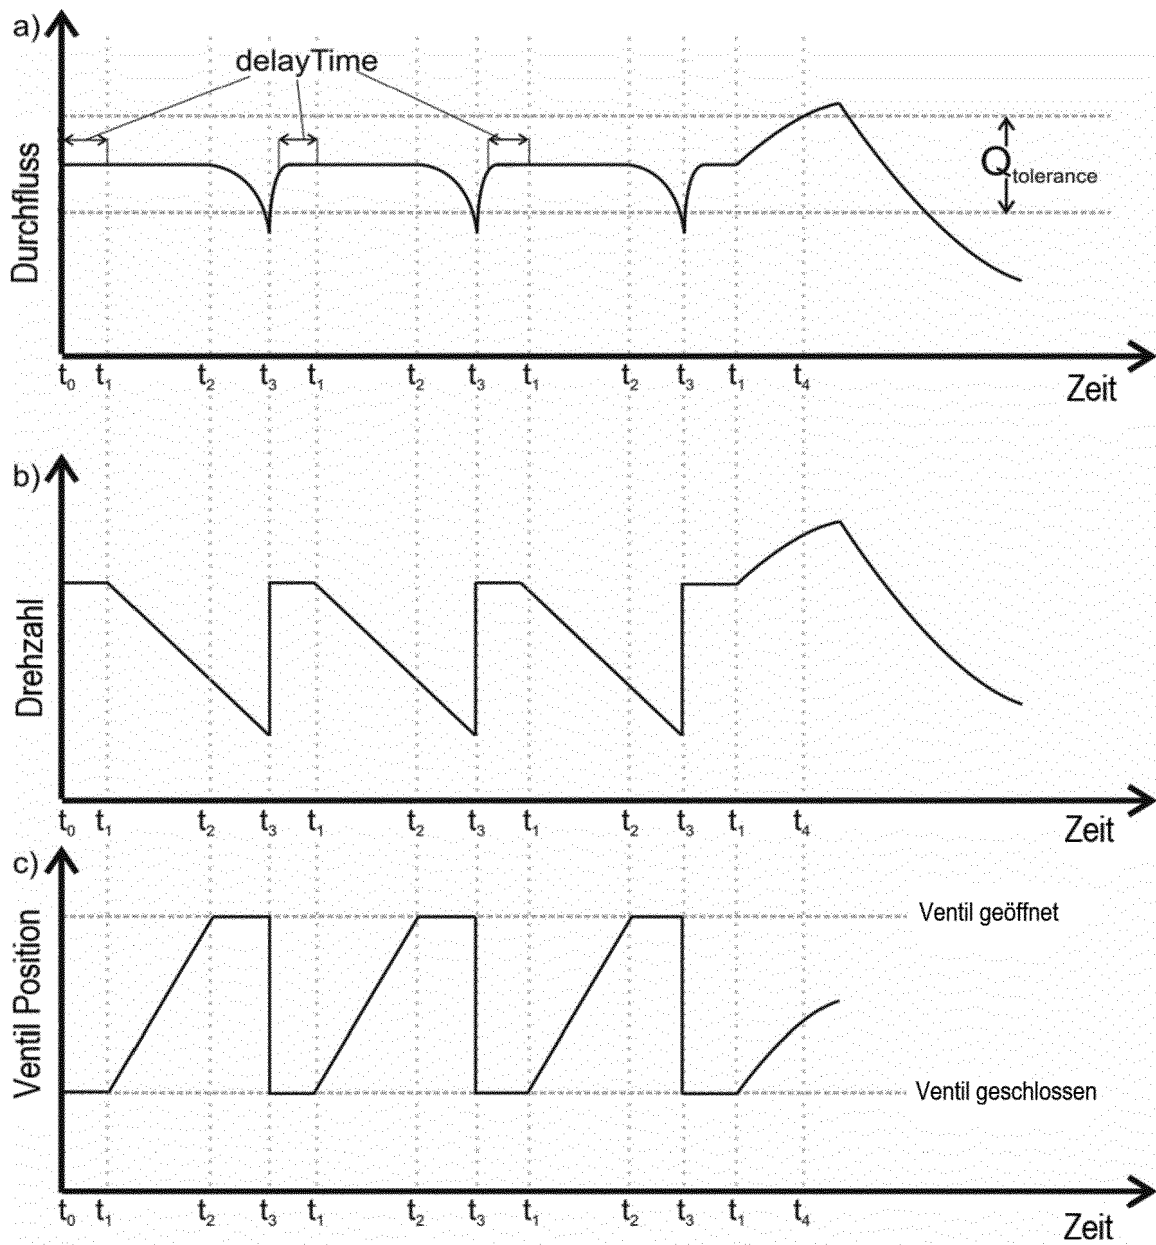 a)
delayTime
Durchfluss
Qtolerance
t0 t1 t2 t3 t1 t2 t3 t1 t2 t3 t1 t4
Zeit
b)
Drehzahl
t0 t1 t2 t3 t1 t2 t3 t1 t2 t3 t1 t4
Zeit
c)
Ventil Position
Ventil geöffnet
Ventil geschlossen
t0 t1 t2 t3 t1 t2 t3 t1 t2 t3 t1 t4
Zeit